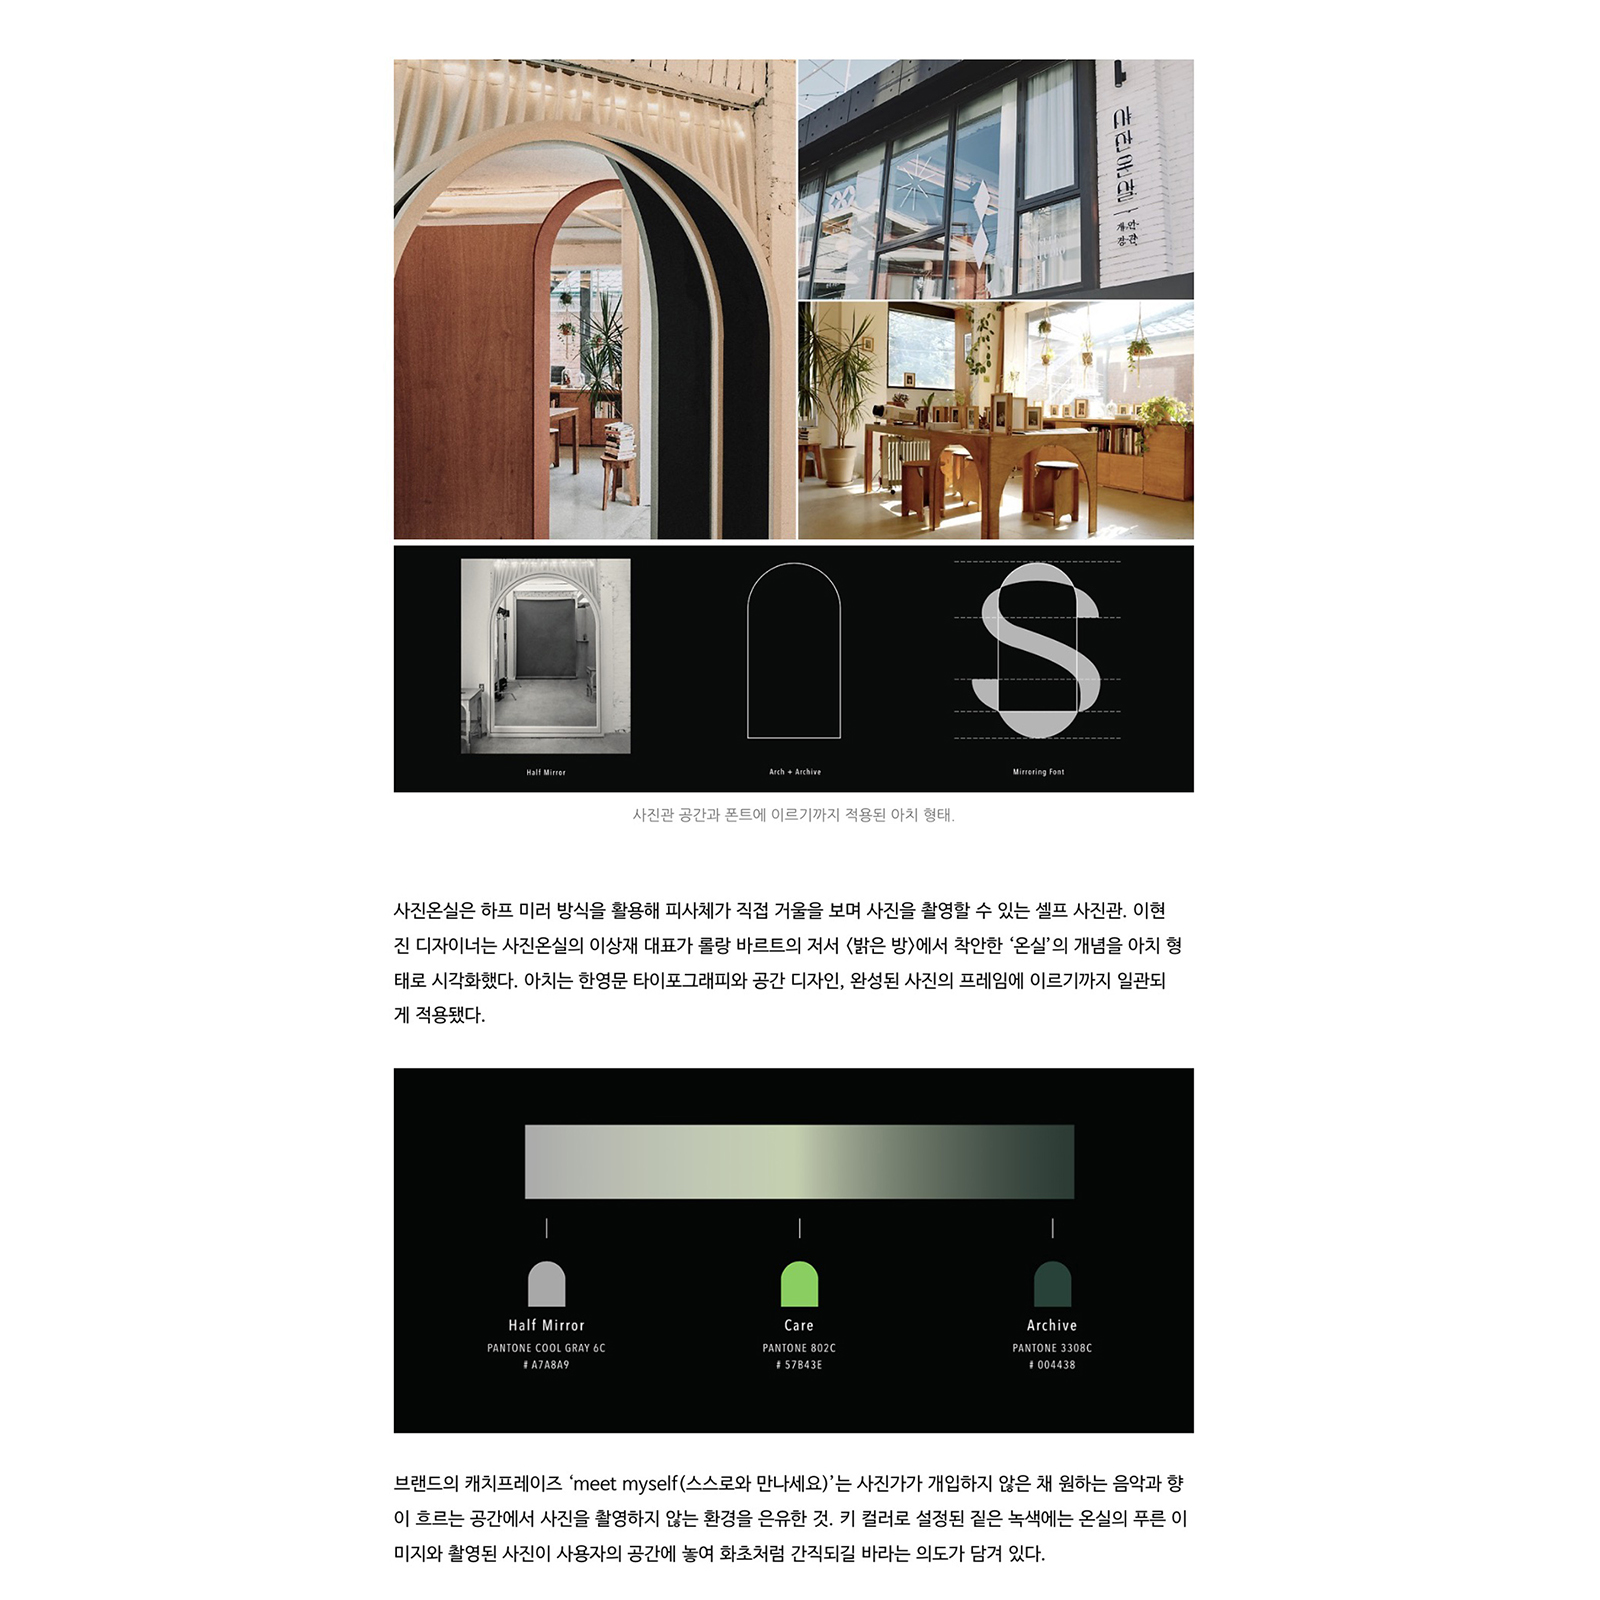 사진온실
개인
경관
Half Mirror
Arch + Archive
Mirroring Font
사진관 공간과 폰트에 이르기까지 적용된 아치 형태.
사진온실은 하프 미러 방식을 활용해 피사체가 직접 거울을 보며 사진을 촬영할 수 있는 셀프 사진관. 이현
진 디자이너는 사진온실의 이상재 대표가 롤랑 바르트의 저서 〈밝은 방〉에서 착안한 ‘온실’의 개념을 아치 형
태로 시각화했다. 아치는 한영문 타이포그래피와 공간 디자인, 완성된 사진의 프레임에 이르기까지 일관되
게 적용됐다.
Half Mirror
PANTONE COOL GRAY 6C
# A7A8A9
Care
PANTONE 802C
# 57B43E
Archive
PANTONE 3308C
# 004438
브랜드의 캐치프레이즈 ‘meet myself(스스로와 만나세요)’는 사진가가 개입하지 않은 채 원하는 음악과 향
이 흐르는 공간에서 사진을 촬영하지 않는 환경을 은유한 것. 키 컬러로 설정된 짙은 녹색에는 온실의 푸른 이
미지와 촬영된 사진이 사용자의 공간에 놓여 화초처럼 간직되길 바라는 의도가 담겨 있다.